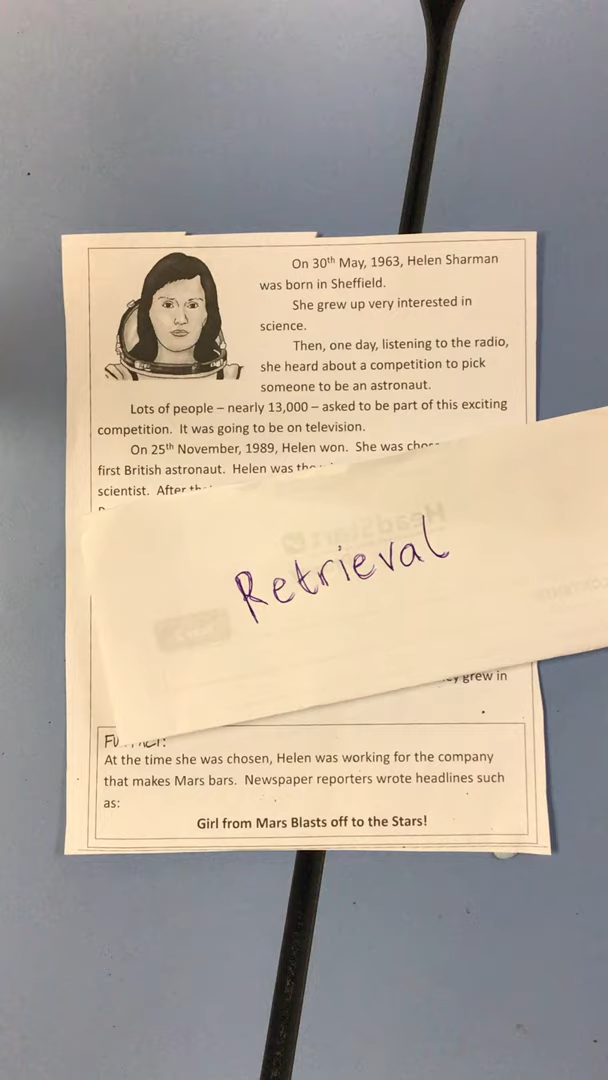 On 30th May, 1963, Helen Sharman
was born in Sheffield.
She grew up very interested in
science.
Then, one day, listening to the radio,
she heard about a competition to pick
someone to be an astronaut.
Lots of people – nearly 13,000 – asked to be part of this exciting
competition. It was going to be on television.
On 25th November, 1989, Helen won. She was
first British astronaut. Helen was
scientist. After
HeadStart
Retrieval
grew in
At the time she was chosen, Helen was working for the company
that makes Mars bars. Newspaper reporters wrote headlines such
as:
Girl from Mars Blasts off to the Stars!